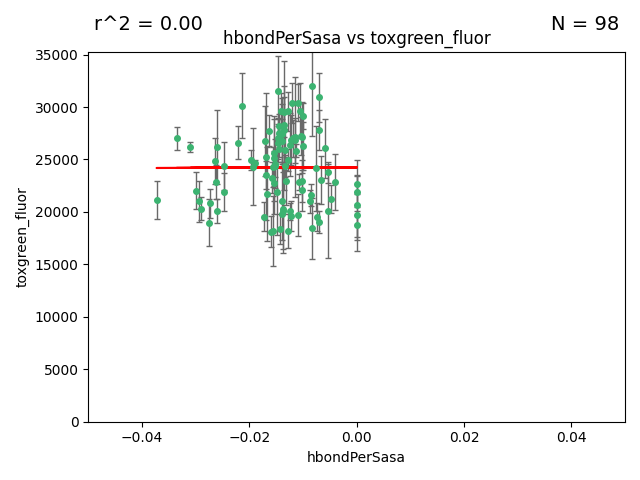 r^2 = 0.00
N = 98
hbondPerSasa vs toxgreen_fluor
35000
30000
25000
20000
15000
10000
5000
0
toxgreen_fluor
−0.04
−0.02
0.00
0.02
0.04
hbondPerSasa